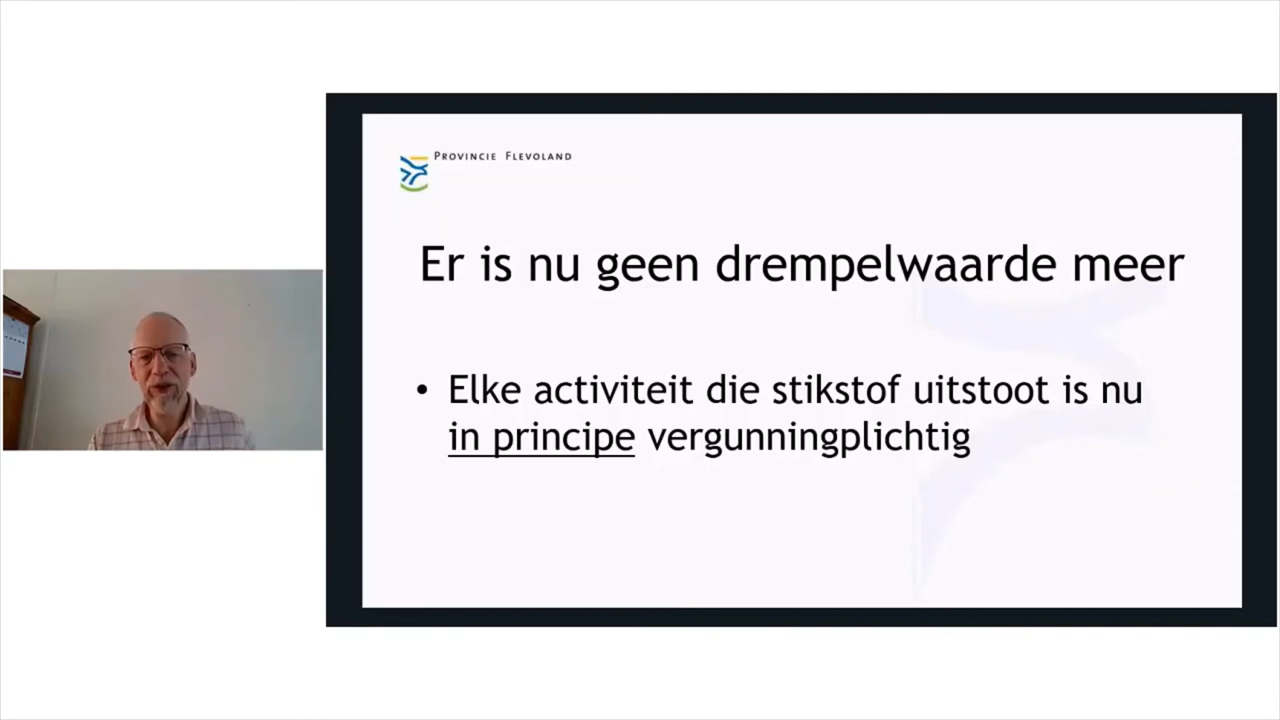 PROVINCIE FLEVOLAND
Er is nu geen drempelwaarde meer
• Elke activiteit die stikstof uitstoot is nu
in principe vergunningplichtig